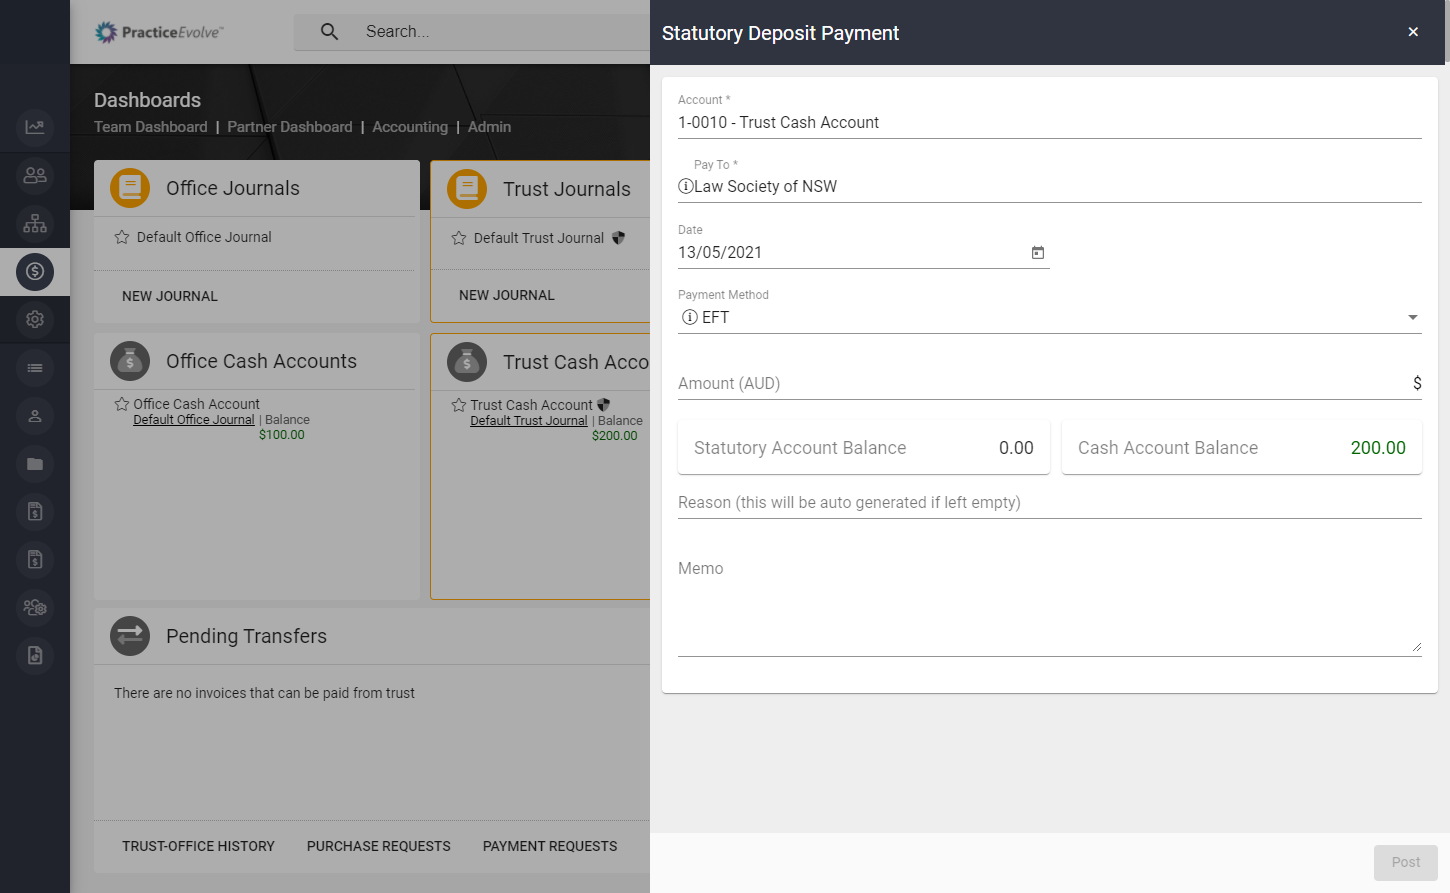 PracticeEvolve™
Search...
Dashboards
Team Dashboard | Partner Dashboard | Accounting | Admin
Office Journals
Default Office Journal
NEW JOURNAL
Trust Journals
Default Trust Journal
NEW JOURNAL
Office Cash Accounts
Office Cash Account
Default Office Journal | Balance
$100.00
Trust Cash Acco
Trust Cash Account
Default Trust Journal | Balance
$200.00
Pending Transfers
There are no invoices that can be paid from trust
TRUST-OFFICE HISTORY PURCHASE REQUESTS PAYMENT REQUESTS
Statutory Deposit Payment
Account *
1-0010 - Trust Cash Account
Pay To *
Law Society of NSW
Date
13/05/2021
Payment Method
EFT
Amount (AUD) $
Statutory Account Balance 0.00 Cash Account Balance 200.00
Reason (this will be auto generated if left empty)
Memo
Post